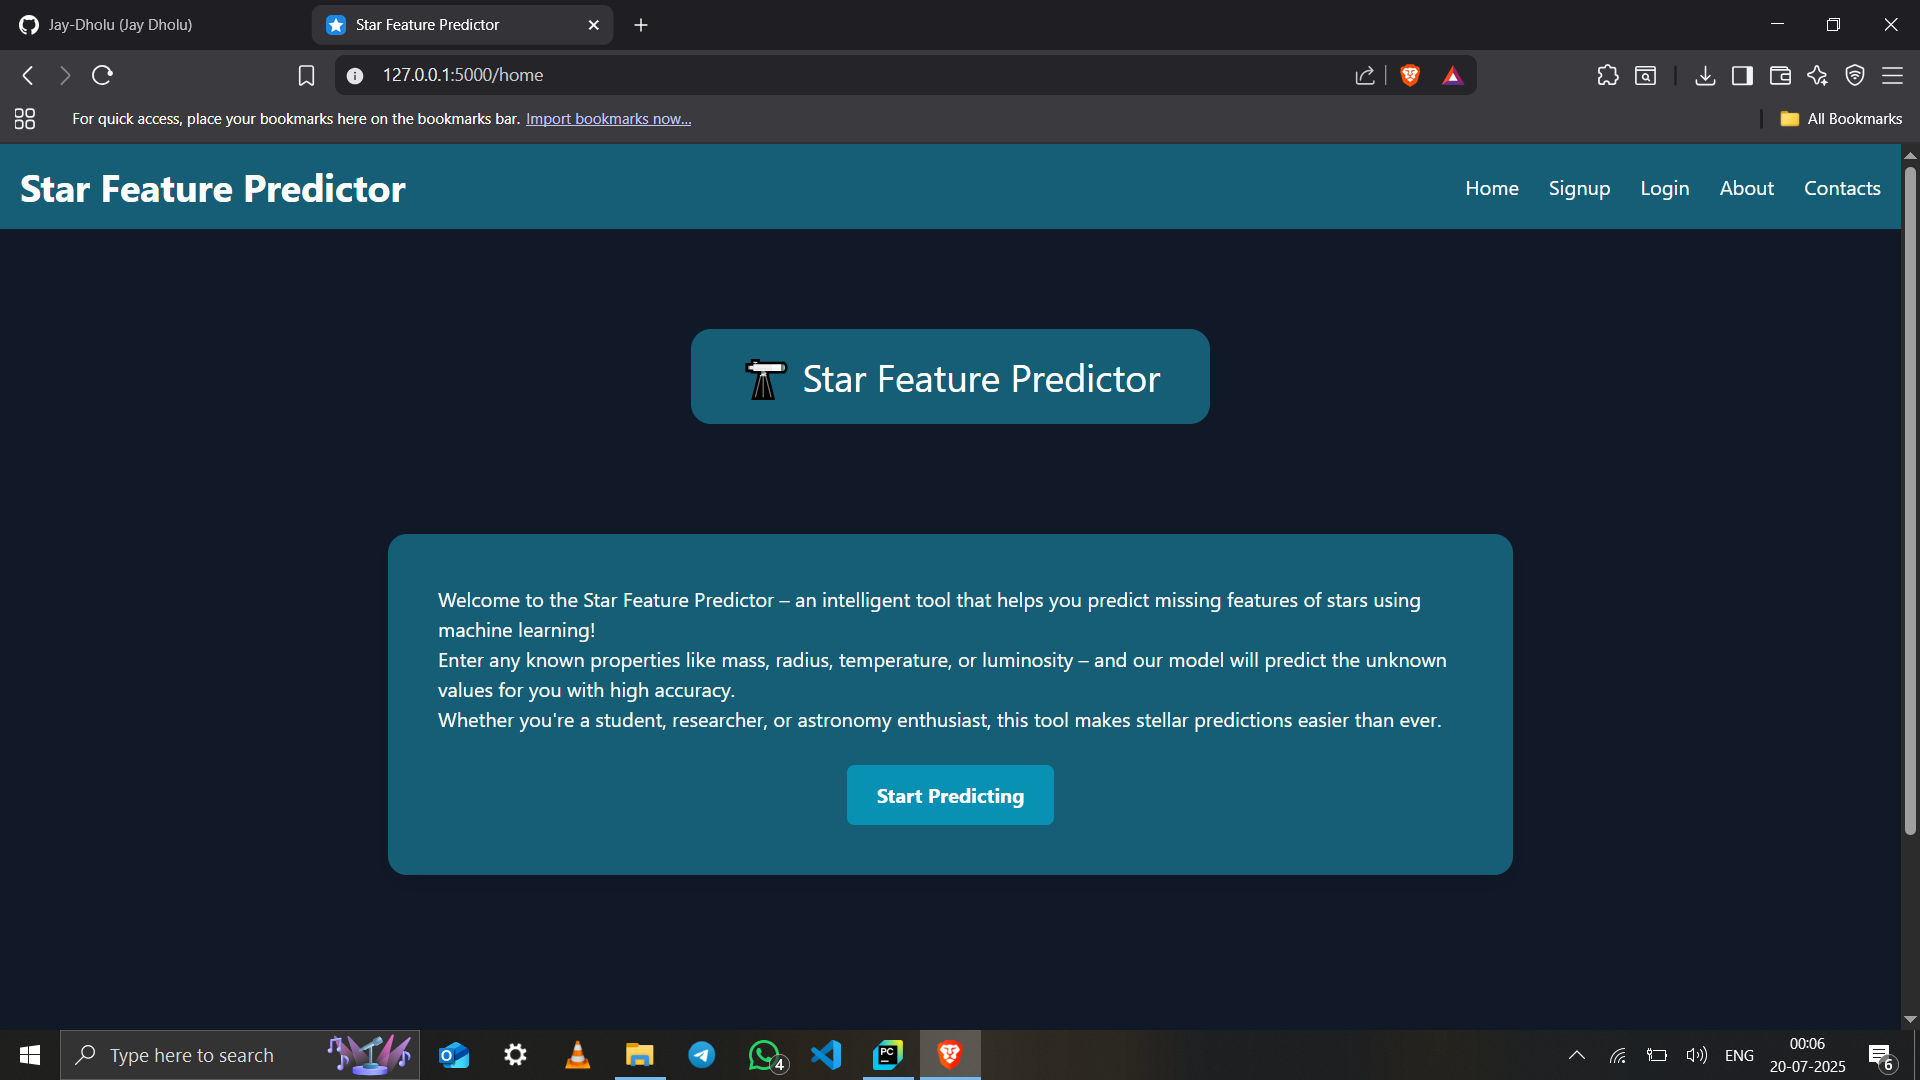 Jay-Dholu (Jay Dholu)
Star Feature Predictor
127.0.0.1:5000/home
For quick access, place your bookmarks here on the bookmarks bar. Import bookmarks now...
All Bookmarks
Star Feature Predictor
Home Signup Login About Contacts
Star Feature Predictor
Welcome to the Star Feature Predictor – an intelligent tool that helps you predict missing features of stars using
machine learning!
Enter any known properties like mass, radius, temperature, or luminosity – and our model will predict the unknown
values for you with high accuracy.
Whether you're a student, researcher, or astronomy enthusiast, this tool makes stellar predictions easier than ever.
Start Predicting
Type here to search
O
4
PC
ENG
00:06
20-07-2025
6